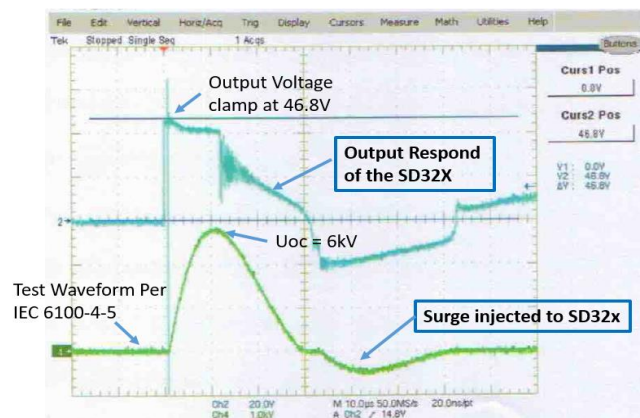 File Edit Vertical Horiz/Acq Trig Display Cursors Measure Math Utilities Help
Tek Stopped Single Seq 1 Acqs
Buttons
Curs1 Pos
0.0V
Curs2 Pos
46.8V
V1: 0.0V
V2: 46.8V
ΔV: 46.8V
Output Voltage
clamp at 46.8V
Output Respond
of the SD32X
2
Uoc = 6kV
Test Waveform Per
IEC 6100-4-5
Surge injected to SD32x
Ch2 20.0V M 10.0µs 50.0MS/s 20.0ns/pt
Ch4 1.0kV A Ch2 / 14.8V